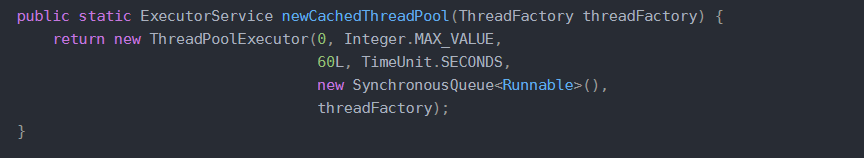 public static ExecutorService newCachedThreadPool(ThreadFactory threadFactory) {
    return new ThreadPoolExecutor(0, Integer.MAX_VALUE,
                                  60L, TimeUnit.SECONDS,
                                  new SynchronousQueue<Runnable>(),
                                  threadFactory);
}